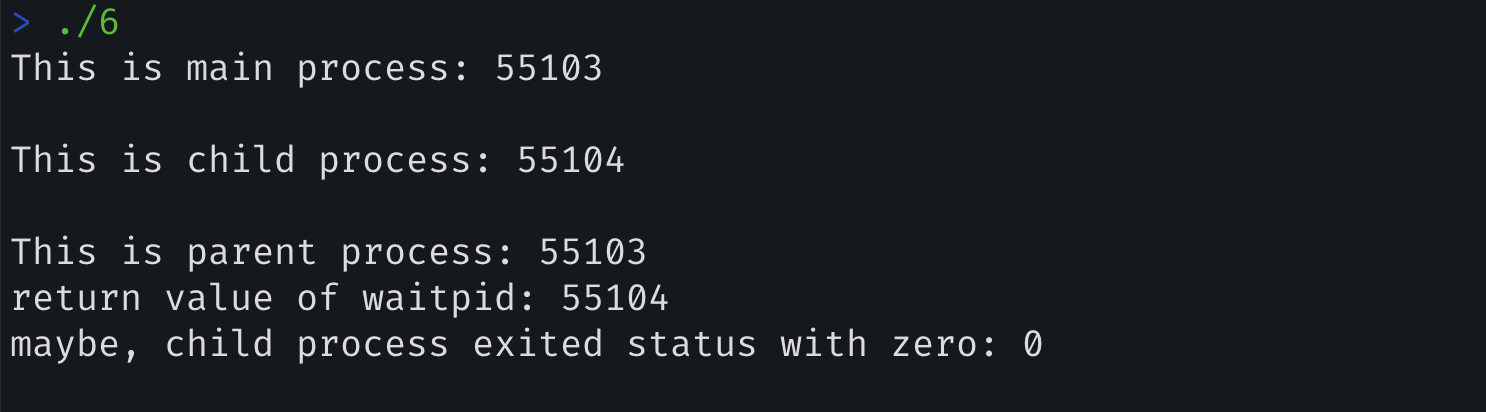 > ./6
This is main process: 55103
This is child process: 55104
This is parent process: 55103
return value of waitpid: 55104
maybe, child process exited status with zero: 0